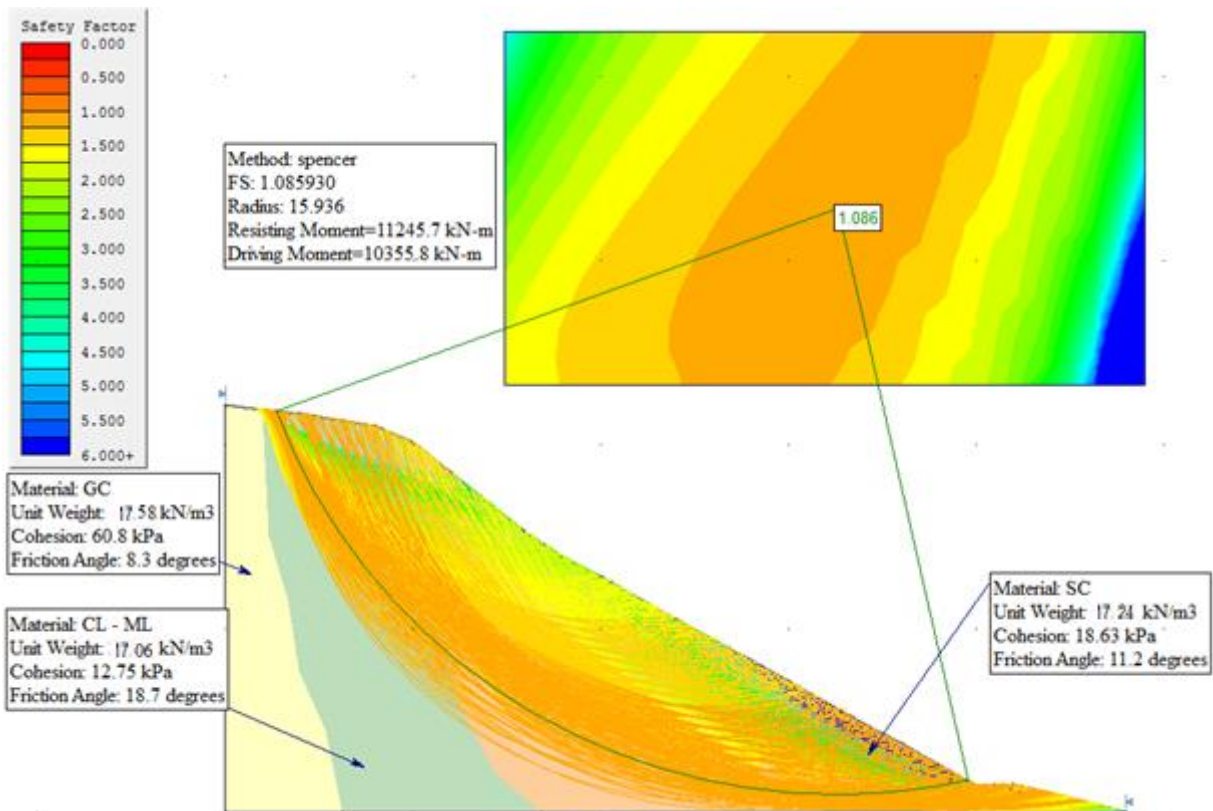 Safety Factor
0.000
0.500
1.000
1.500
2.000
2.500
3.000
3.500
4.000
4.500
5.000
5.500
6.000+
Method: spencer
FS: 1.085930
Radius: 15.936
Resisting Moment=11245.7 kN-m
Driving Moment=10355.8 kN-m
1.086
Material: GC
Unit Weight: 17.58 kN/m3
Cohesion: 60.8 kPa
Friction Angle: 8.3 degrees
Material: CL - ML
Unit Weight: 17.06 kN/m3
Cohesion: 12.75 kPa
Friction Angle: 18.7 degrees
Material: SC
Unit Weight: 17.24 kN/m3
Cohesion: 18.63 kPa
Friction Angle: 11.2 degrees